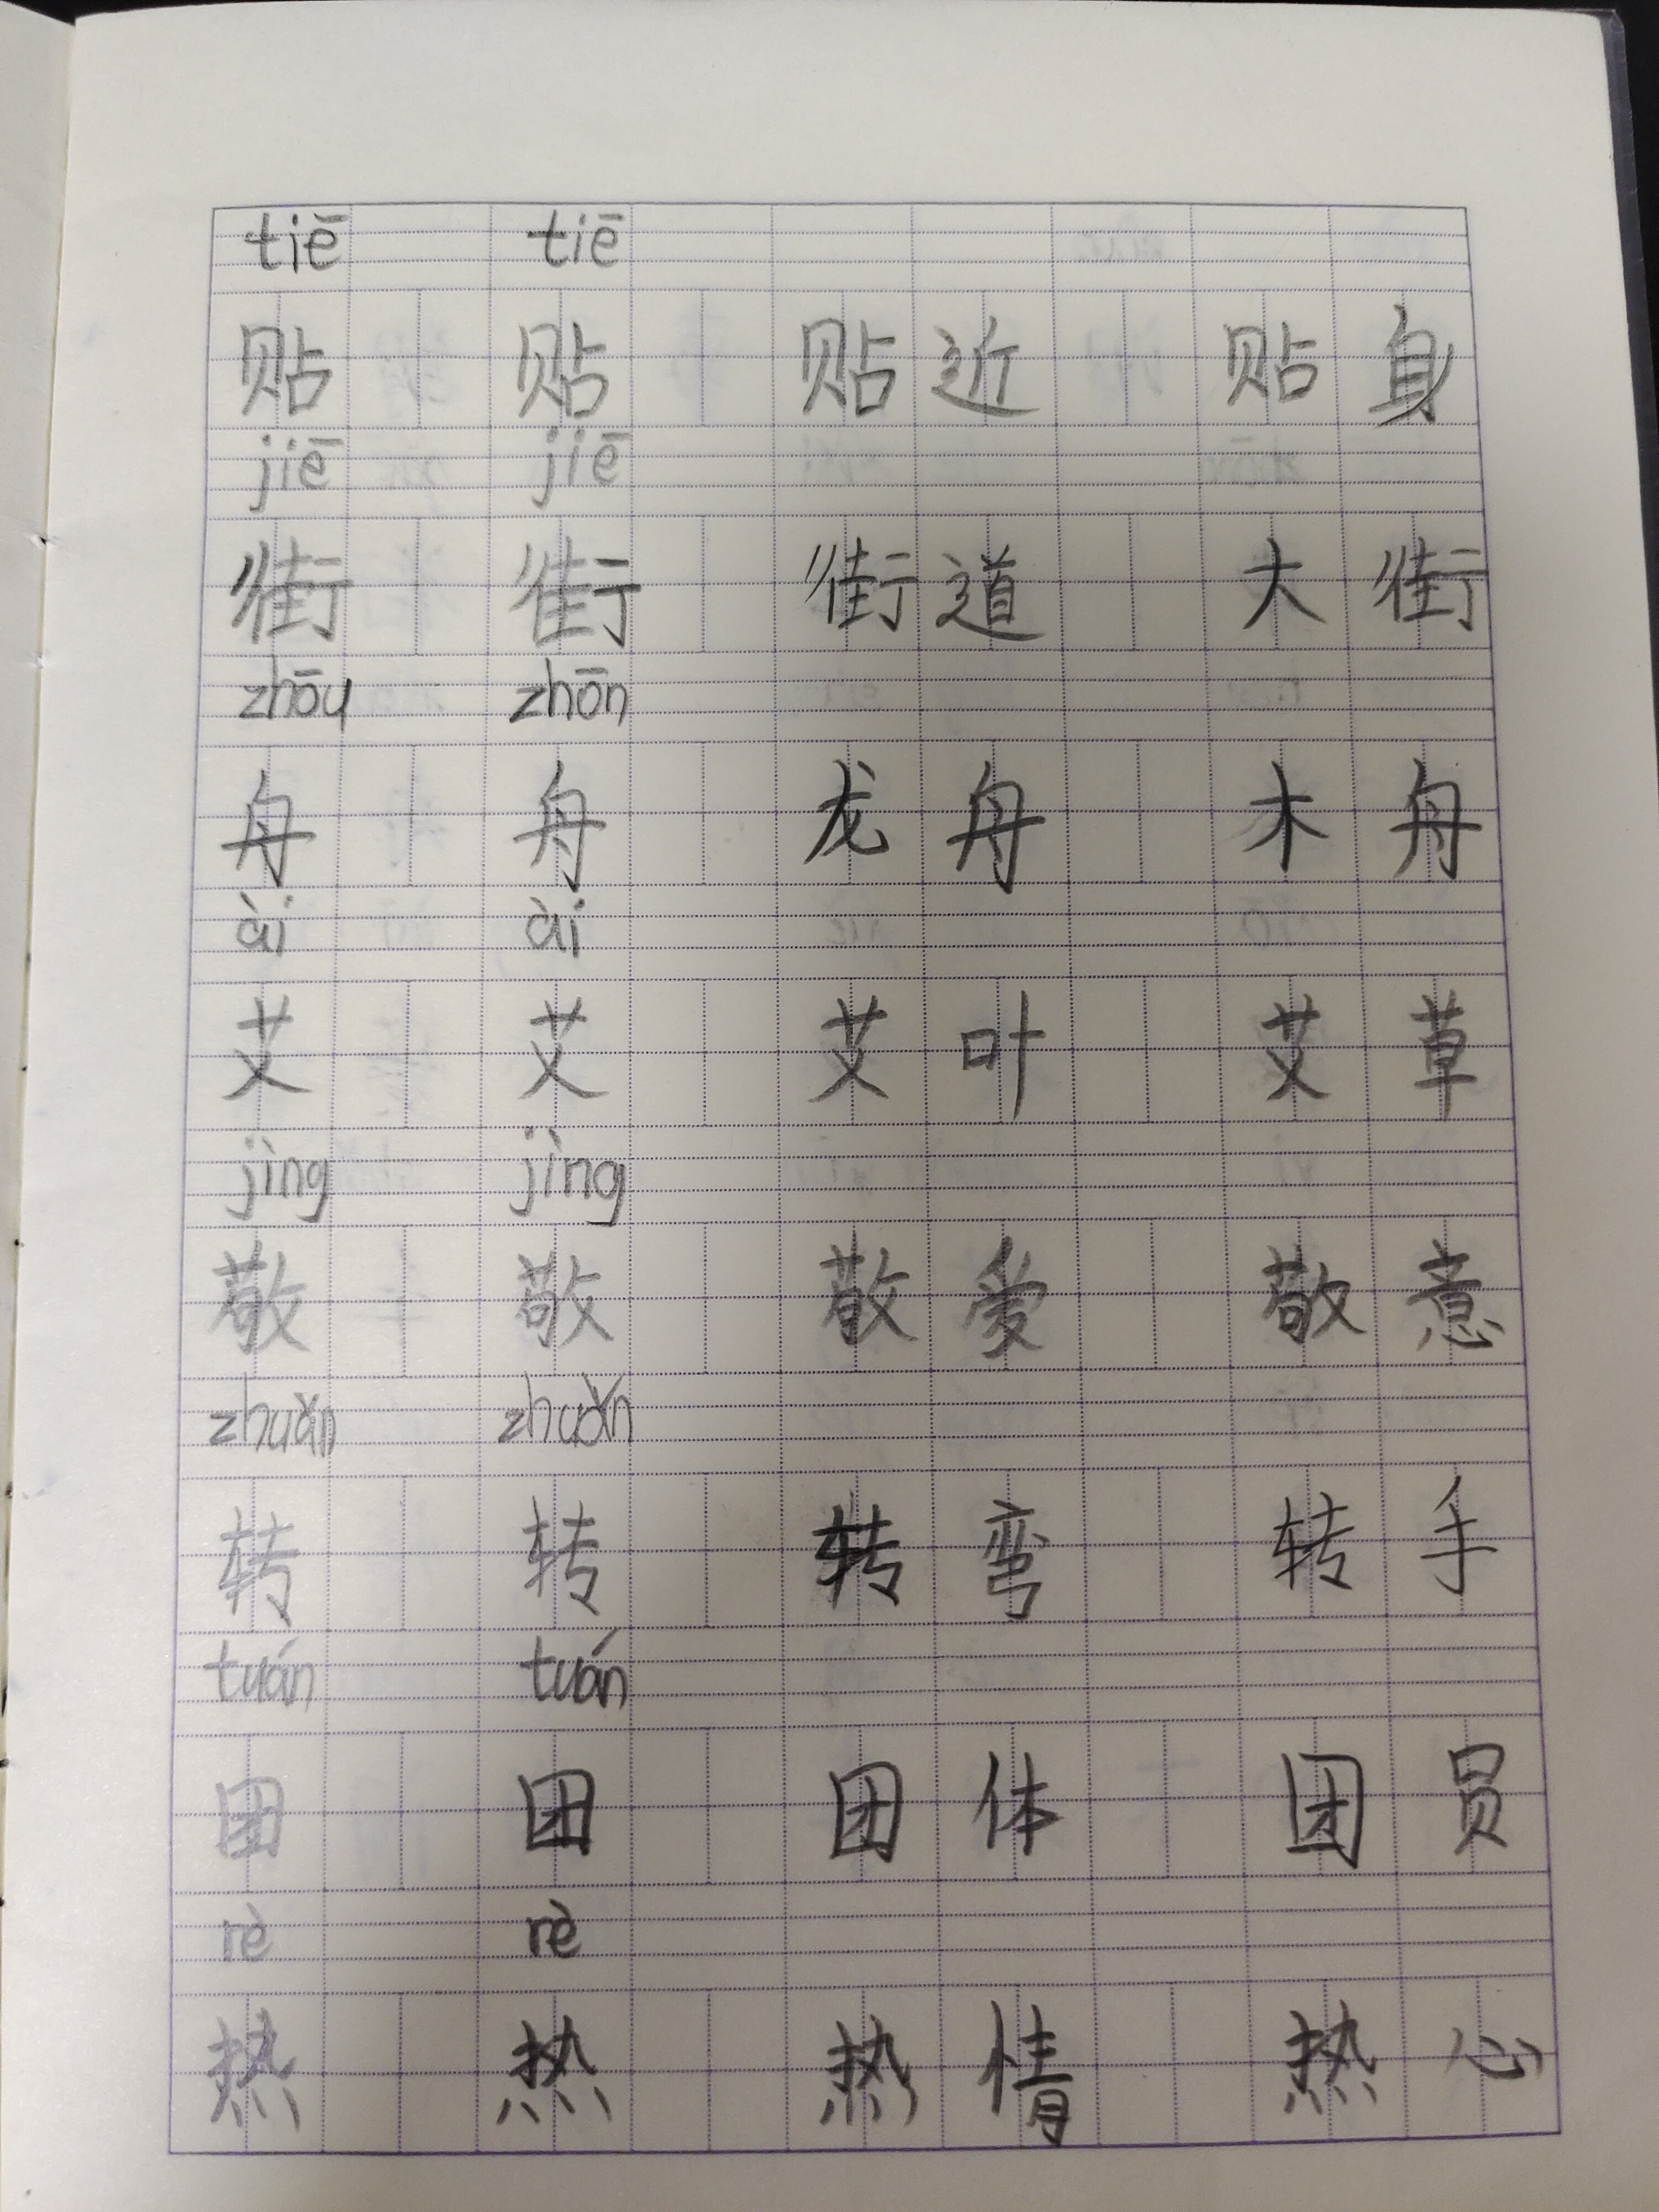 tiē tiē
贴 贴 贴近 贴身
jiē jiē
街 街 街道 大街
zhōu zhōn
舟 舟 龙舟 木舟
ài ài
艾 艾 艾叶 艾草
jìng jìng
敬 敬 敬爱 敬意
zhuǎn zhuǎn
转 转 转弯 转手
tuán tuán
团 团 团体 团员
rè rè
热 热 热情 热心